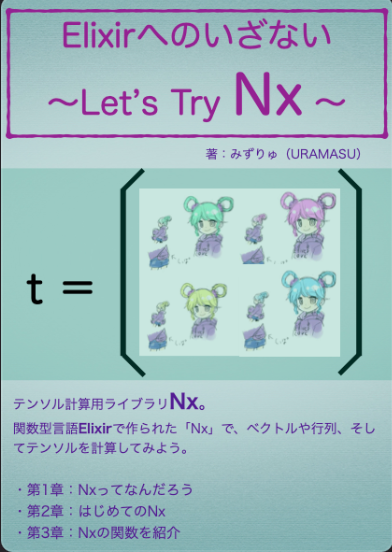 Elixirへのいざない
〜Let's Try Nx 〜
著：みずりゅ（URAMASU）
t =
テンソル計算用ライブラリNx。
関数型言語Elixirで作られた「Nx」で、ベクトルや行列、そし
てテンソルを計算してみよう。
・第1章：Nxってなんだろう
・第2章：はじめてのNx
・第3章：Nxの関数を紹介